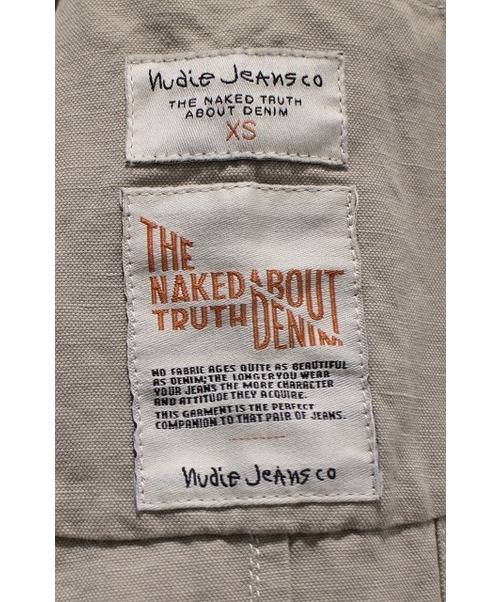 nudie Jeans co
THE NAKED TRUTH
ABOUT DENIM
XS
THE
NAKED ABOUT
TRUTH DENIM
NO FABRIC AGES QUITE AS BEAUTIFUL
AS DENIM; THE LONGER YOU WEAR
YOUR JEANS THE MORE CHARACTER
AND ATTITUDE THEY ACQUIRE.
THIS GARMENT IS THE PERFECT
COMPANION TO THAT PAIR OF JEANS.
nudie Jeans co